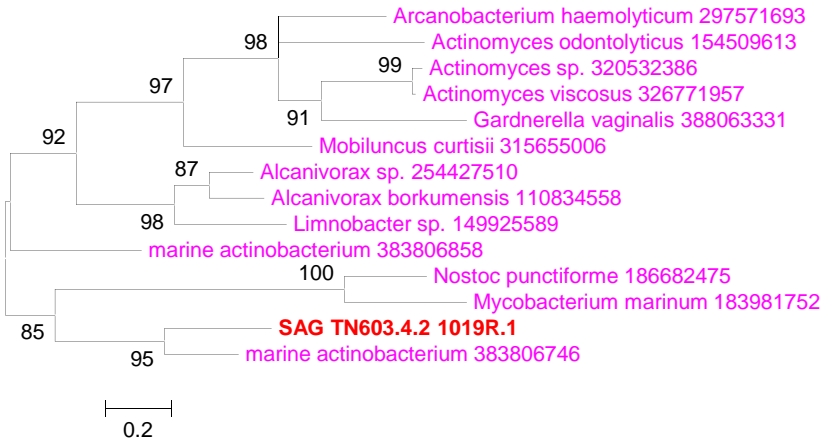 Arcanobacterium haemolyticum 297571693
98
Actinomyces odontolyticus 154509613
99
Actinomyces sp. 320532386
97
Actinomyces viscosus 326771957
91
Gardnerella vaginalis 388063331
92
Mobiluncus curtisii 315655006
87
Alcanivorax sp. 254427510
Alcanivorax borkumensis 110834558
98
Limnobacter sp. 149925589
marine actinobacterium 383806858
100
Nostoc punctiforme 186682475
Mycobacterium marinum 183981752
85
SAG TN603.4.2 1019R.1
95
marine actinobacterium 383806746
0.2